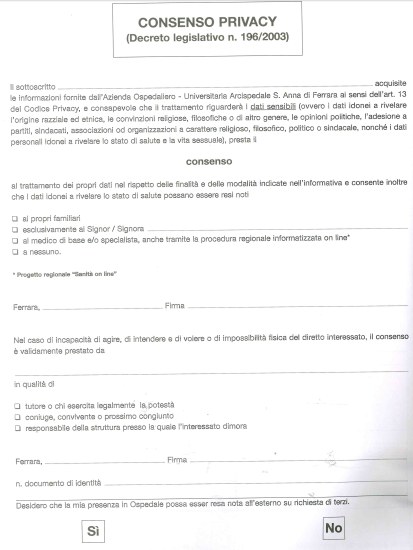 CONSENSO PRIVACY
(Decreto legislativo n. 196/2003)
Il sottoscritto acquisite
le informazioni fornite dall'Azienda Ospedaliero - Universitaria Arcispedale S. Anna di Ferrara ai sensi dell'art. 13
del Codice Privacy, e consapevole che il trattamento riguarderà i dati sensibili (ovvero i dati idonei a rivelare
l'origine razziale ed etnica, le convinzioni religiose, filosofiche o di altro genere, le opinioni politiche, l'adesione a
partiti, sindacati, associazioni od organizzazioni a carattere religioso, filosofico, politico o sindacale, nonché i dati
personali idonei a rivelare lo stato di salute e la vita sessuale), presta il
consenso
al trattamento dei propri dati nel rispetto delle finalità e delle modalità indicate nell'informativa e consente inoltre
che i dati idonei a rivelare lo stato di salute possano essere resi noti
❑ ai propri familiari
❑ esclusivamente al Signor / Signora
❑ al medico di base e/o specialista, anche tramite la procedura regionale informatizzata on line*
❑ a nessuno.
* Progetto regionale "Sanità on line"
Ferrara, Firma
Nel caso di incapacità di agire, di intendere e di volere o di impossibilità fisica del diretto interessato, il consenso
è validamente prestato da
in qualità di
❑ tutore o chi esercita legalmente la potestà
❑ coniuge, convivente o prossimo congiunto
❑ responsabile della struttura presso la quale l'interessato dimora
Ferrara, Firma
n. documento di identità
Desidero che la mia presenza in Ospedale possa esser resa nota all'esterno su richiesta di terzi.
Sì No